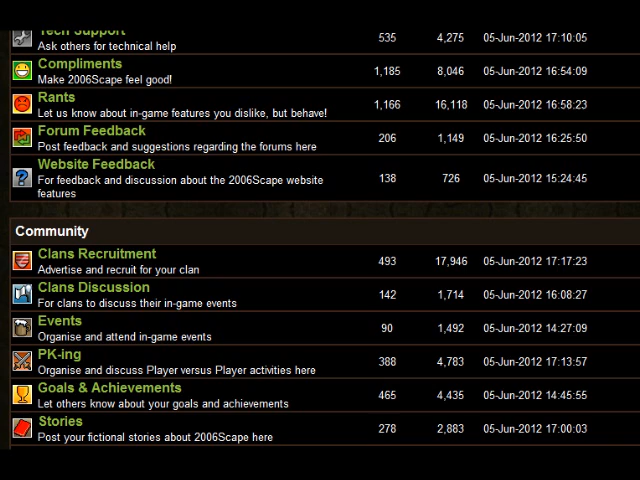 Tech Support
Ask others for technical help
535 4,275 05-Jun-2012 17:10:05
Compliments
Make 2006Scape feel good!
1,185 8,046 05-Jun-2012 16:54:09
Rants
Let us know about in-game features you dislike, but behave!
1,166 16,118 05-Jun-2012 16:58:23
Forum Feedback
Post feedback and suggestions regarding the forums here
206 1,149 05-Jun-2012 16:25:50
Website Feedback
For feedback and discussion about the 2006Scape website
features
138 726 05-Jun-2012 15:24:45
Community
Clans Recruitment
Advertise and recruit for your clan
493 17,946 05-Jun-2012 17:17:23
Clans Discussion
For clans to discuss their in-game events
142 1,714 05-Jun-2012 16:08:27
Events
Organise and attend in-game events
90 1,492 05-Jun-2012 14:27:09
PK-ing
Organise and discuss Player versus Player activities here
388 4,783 05-Jun-2012 17:13:57
Goals & Achievements
Let others know about your goals and achievements
465 4,435 05-Jun-2012 14:45:55
Stories
Post your fictional stories about 2006Scape here
278 2,883 05-Jun-2012 17:00:03